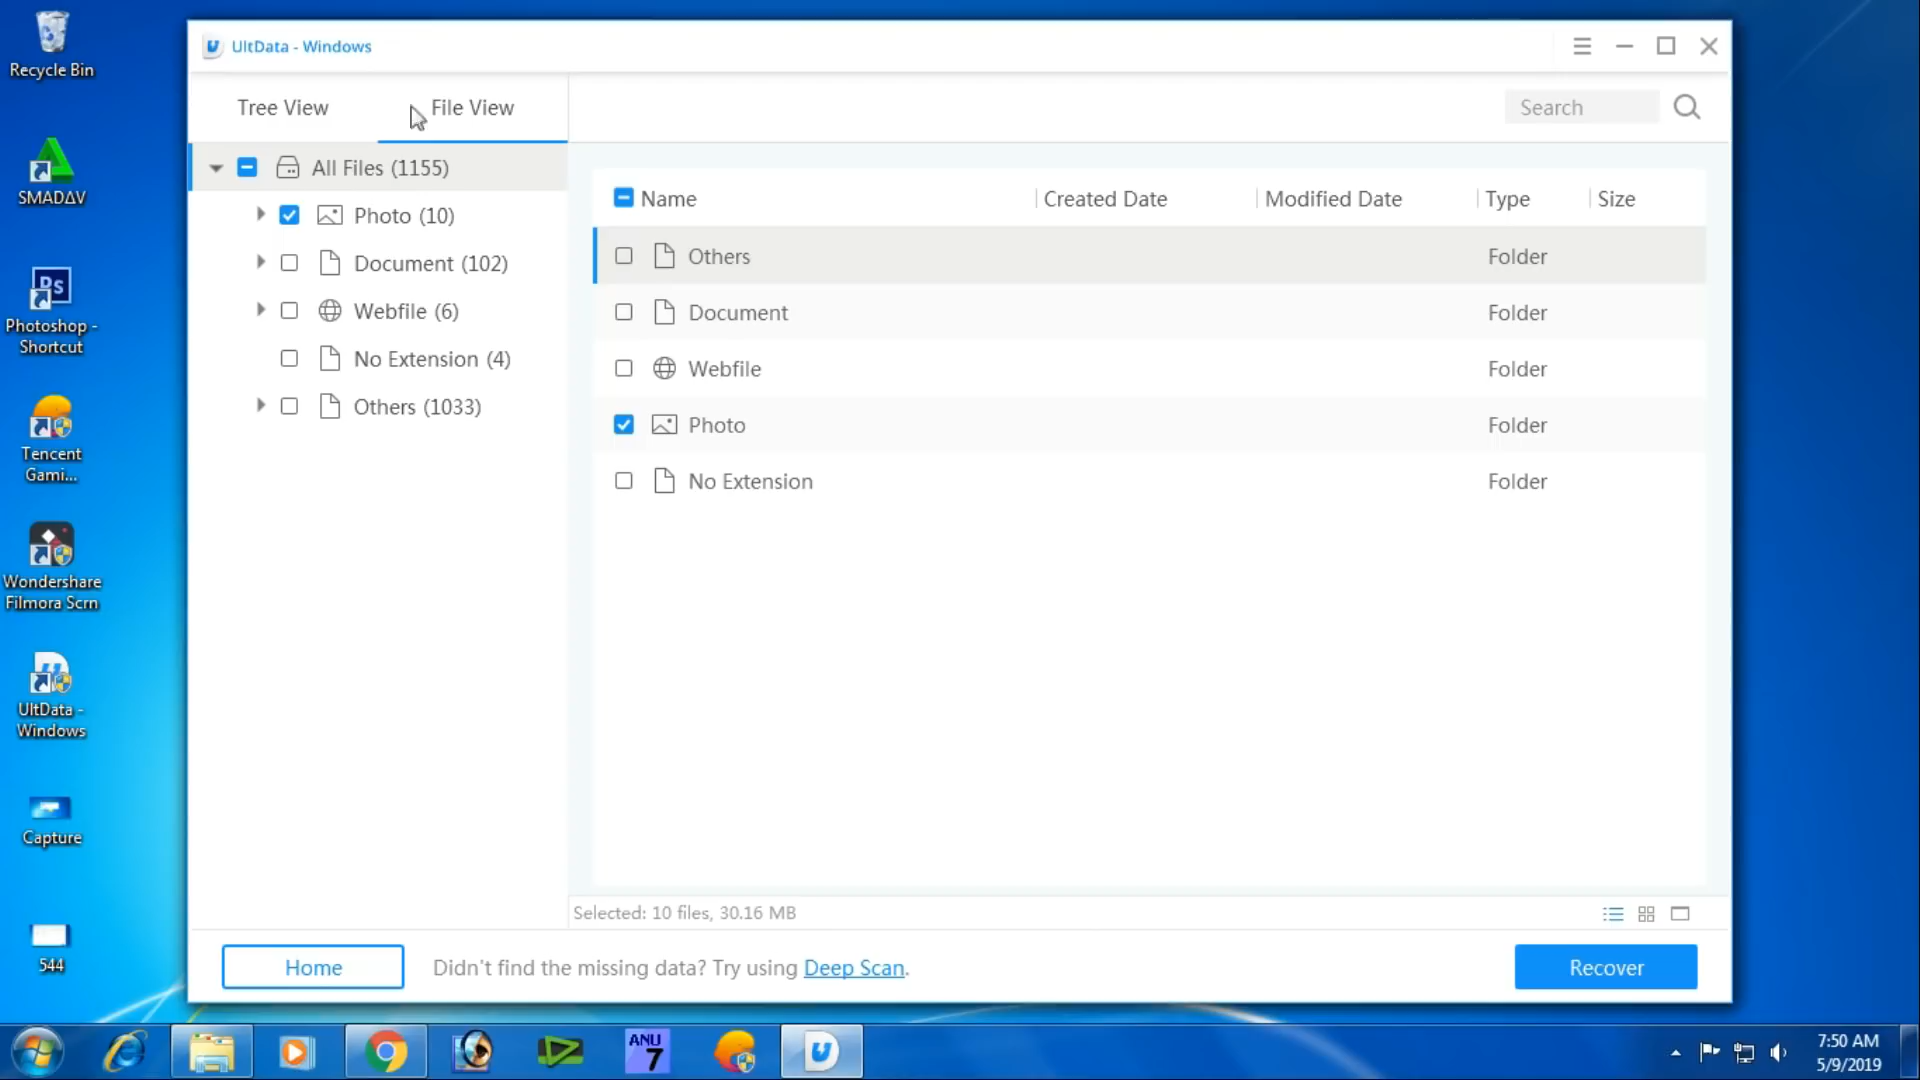 Recycle Bin
SMADΔV
Photoshop -
Shortcut
Tencent
Gami...
Wondershare
Filmora Scrn
UltData -
Windows
Capture
544
UltData - Windows
Tree View
File View
Search
All Files (1155)
Photo (10)
Document (102)
Webfile (6)
No Extension (4)
Others (1033)
Name Created Date Modified Date Type Size
Others Folder
Document Folder
Webfile Folder
Photo Folder
No Extension Folder
Selected: 10 files, 30.16 MB
Home
Didn't find the missing data? Try using Deep Scan.
Recover
Ps
ANU
7
7:50 AM
5/9/2019